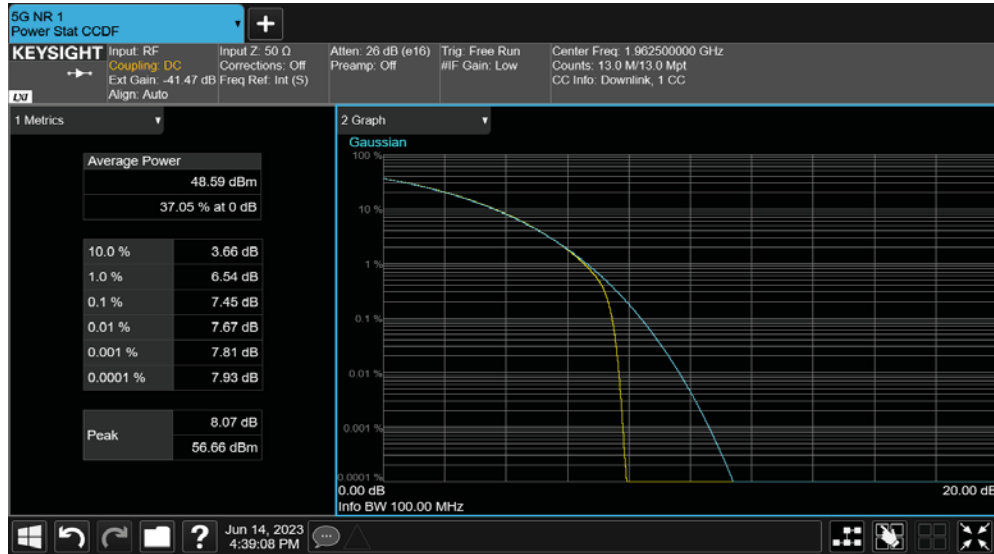 5G NR 1
Power Stat CCDF
KEYSIGHT
LXI
Input: RF
Coupling: DC
Ext Gain: -41.47 dB
Align: Auto
Input Z: 50 Ω
Corrections: Off
Freq Ref: Int (S)
Atten: 26 dB (e16)
Preamp: Off
Trig: Free Run
#IF Gain: Low
Center Freq: 1.962500000 GHz
Counts: 13.0 M/13.0 Mpt
CC Info: Downlink, 1 CC
1 Metrics
Average Power
48.59 dBm
37.05 % at 0 dB
10.0 % 3.66 dB
1.0 % 6.54 dB
0.1 % 7.45 dB
0.01 % 7.67 dB
0.001 % 7.81 dB
0.0001 % 7.93 dB
Peak
8.07 dB
56.66 dBm
2 Graph
Gaussian
100 %
10 %
1 %
0.1 %
0.01 %
0.001 %
0.0001 %
0.00 dB 20.00 dB
Info BW 100.00 MHz
?
Jun 14, 2023
4:39:08 PM